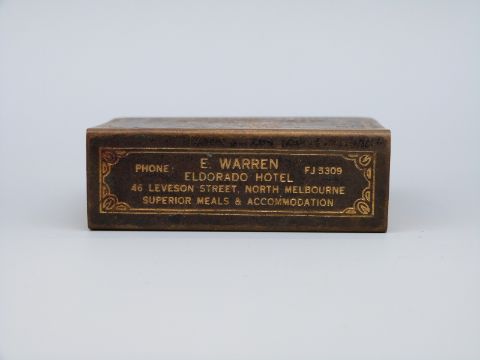 E. WARREN
PHONE FJ 5309
ELDORADO HOTEL
46 LEVESON STREET, NORTH MELBOURNE
SUPERIOR MEALS & ACCOMMODATION